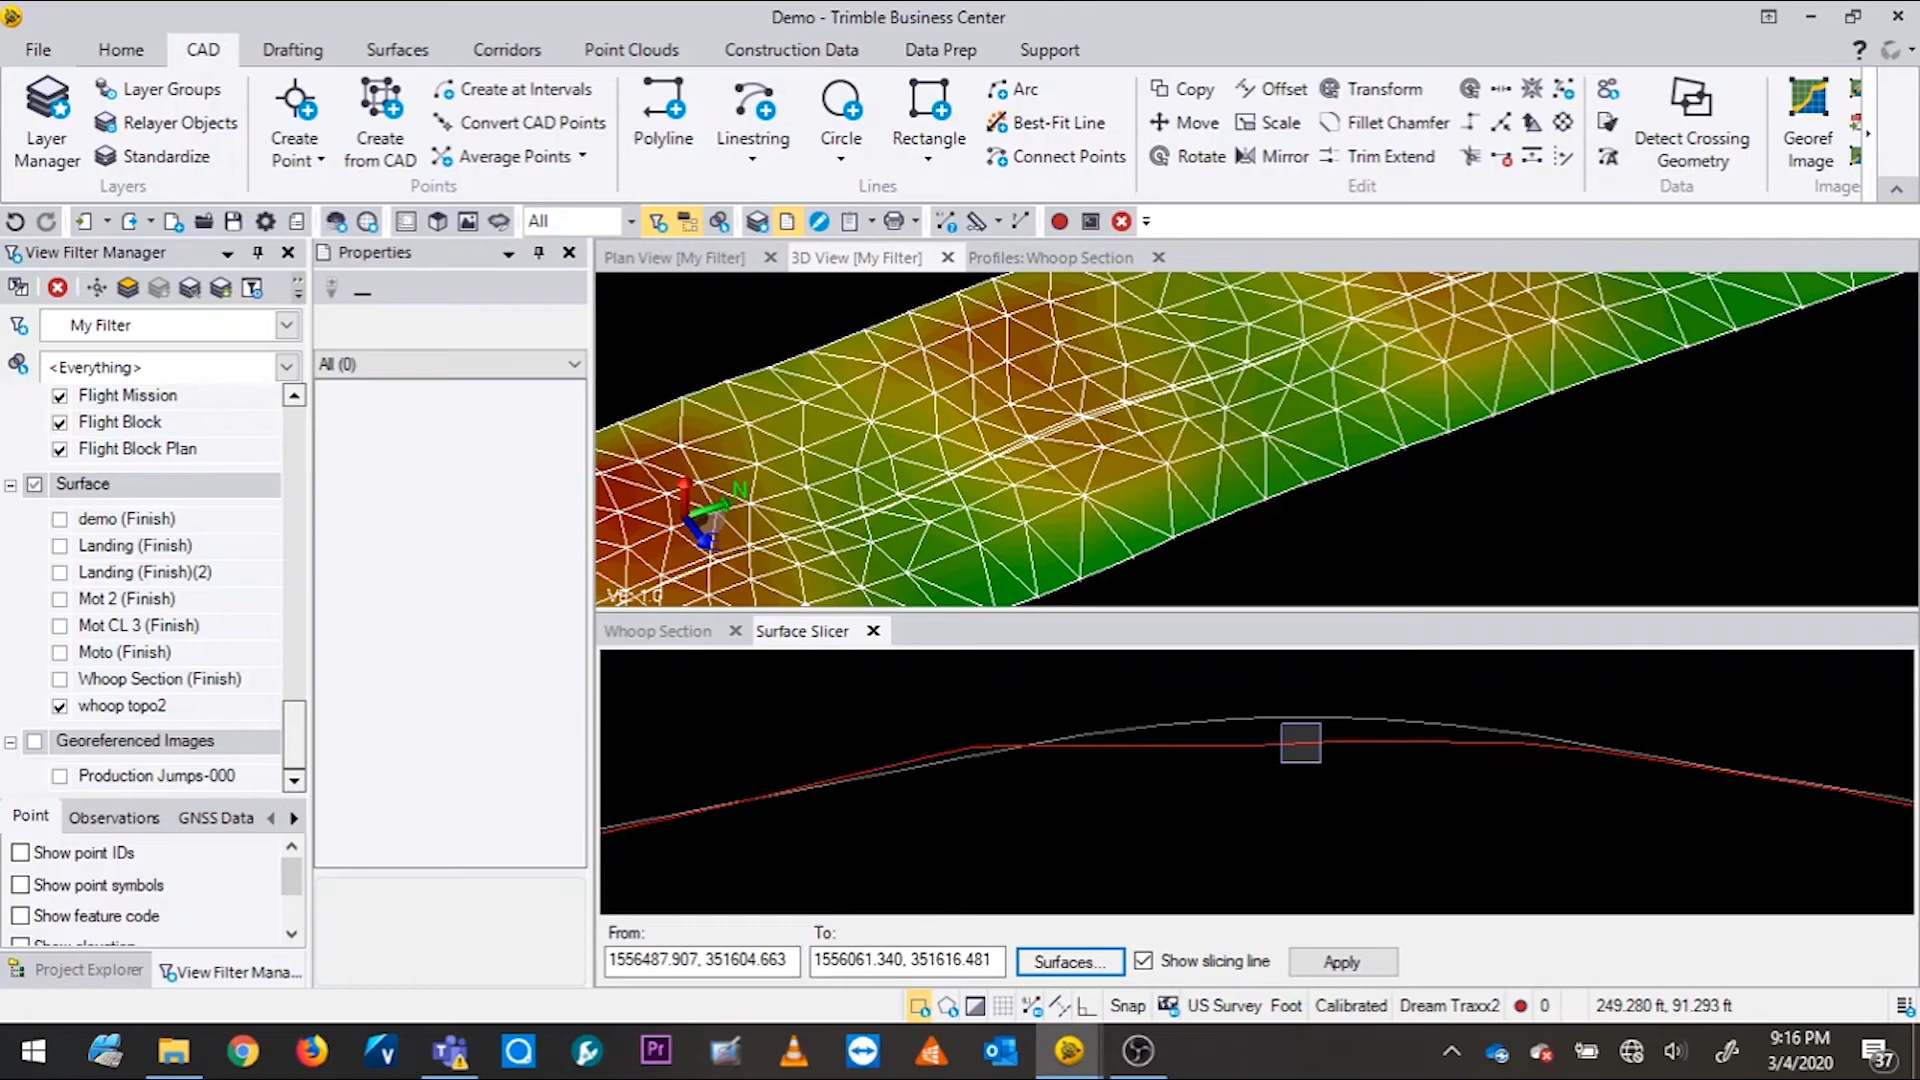 Demo - Trimble Business Center
File Home CAD Drafting Surfaces Corridors Point Clouds Construction Data Data Prep Support
Layer Manager
Layer Groups
Relayer Objects
Standardize
Layers
Create Point
Create from CAD
Create at Intervals
Convert CAD Points
Average Points
Points
Polyline
Linestring
Circle
Rectangle
Arc
Best-Fit Line
Connect Points
Lines
Copy Offset Transform
Move Scale Fillet Chamfer
Rotate Mirror Trim Extend
Edit
Detect Crossing Geometry
Data
Georef Image
Image
All
View Filter Manager
My Filter
<Everything>
Flight Mission
Flight Block
Flight Block Plan
Surface
demo (Finish)
Landing (Finish)
Landing (Finish)(2)
Mot 2 (Finish)
Mot CL 3 (Finish)
Moto (Finish)
Whoop Section (Finish)
whoop topo2
Georeferenced Images
Production Jumps-000
Point Observations GNSS Data
Show point IDs
Show point symbols
Show feature code
Project Explorer View Filter Mana...
Properties
All (0)
Plan View [My Filter] 3D View [My Filter] Profiles: Whoop Section
N
Whoop Section Surface Slicer
From: To:
1556487.907, 351604.663 1556061.340, 351616.481 Surfaces... Show slicing line Apply
Snap US Survey Foot Calibrated Dream Traxx2 0 249.280 ft, 91.293 ft
Pr
9:16 PM
3/4/2020
37